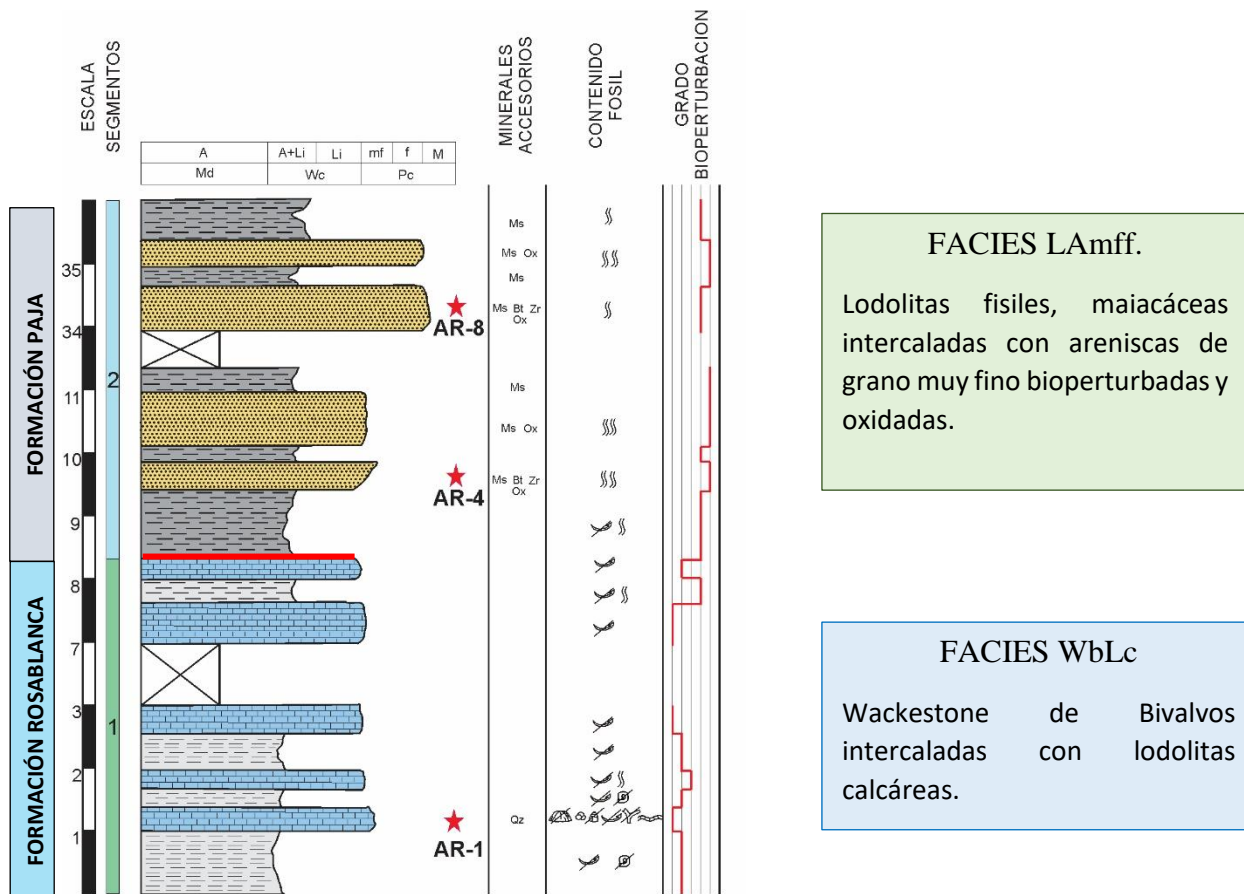 ESCALA
SEGMENTOS
MINERALES
ACCESORIOS
CONTENIDO
FOSIL
GRADO
BIOPERTURBACION
A A+Li Li mf f M
Md Wc Pc
FORMACIÓN PAJA
FORMACIÓN ROSABLANCA
35
34
11
10
9
8
7
3
2
1
2
1
AR-8
AR-4
AR-1
Ms
Ms Ox
Ms
Ms Bt Zr
Ox
Ms
Ms Ox
Ms Bt Zr
Ox
Qz
FACIES LAmff.
Lodolitas fisiles, maiacáceas
intercaladas con areniscas de
grano muy fino bioperturbadas y
oxidadas.
FACIES WbLc
Wackestone de Bivalvos
intercaladas con lodolitas
calcáreas.